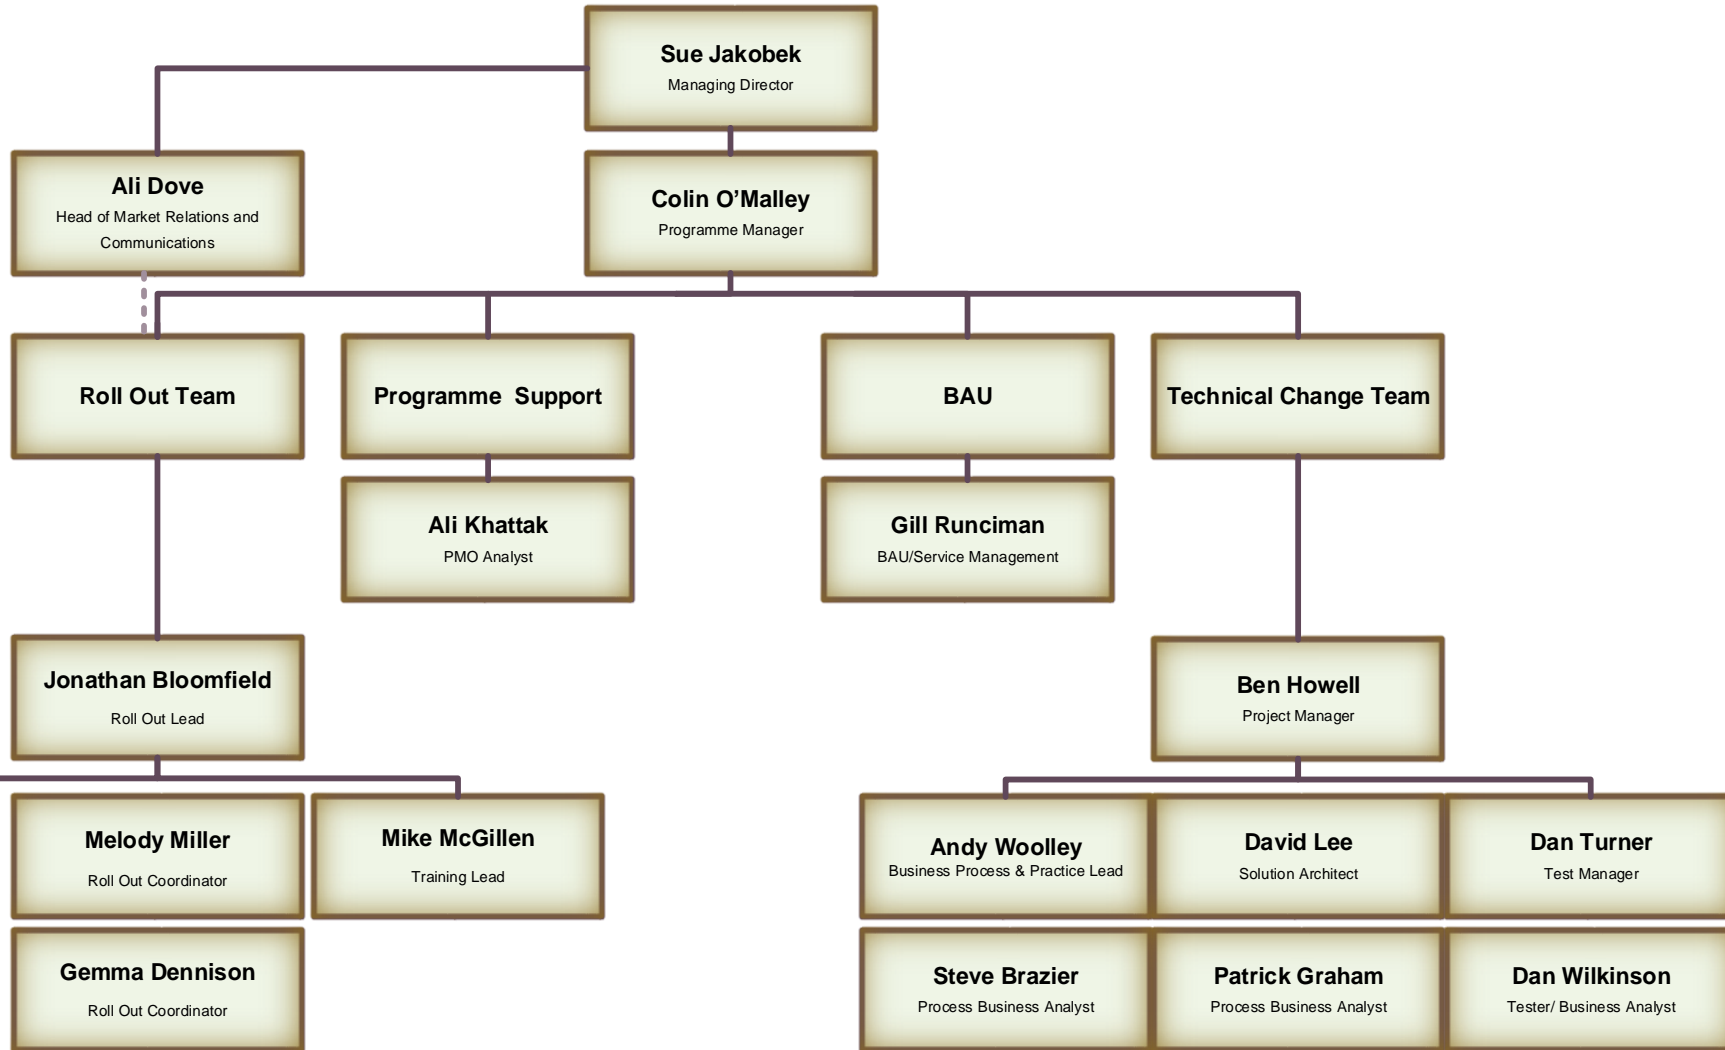 Sue Jakobek
Managing Director
Ali Dove
Head of Market Relations and
Communications
Colin O’Malley
Programme Manager
Roll Out Team
Programme  Support
BAU
Technical Change Team
Ali Khattak
PMO Analyst
Gill Runciman
BAU/Service Management
Jonathan Bloomfield
Roll Out Lead
Ben Howell
Project Manager
Melody Miller
Roll Out Coordinator
Mike McGillen
Training Lead
Andy Woolley
Business Process & Practice Lead
David Lee
Solution Architect
Dan Turner
Test Manager
Gemma Dennison
Roll Out Coordinator
Steve Brazier
Process Business Analyst
Patrick Graham
Process Business Analyst
Dan Wilkinson
Tester/ Business Analyst